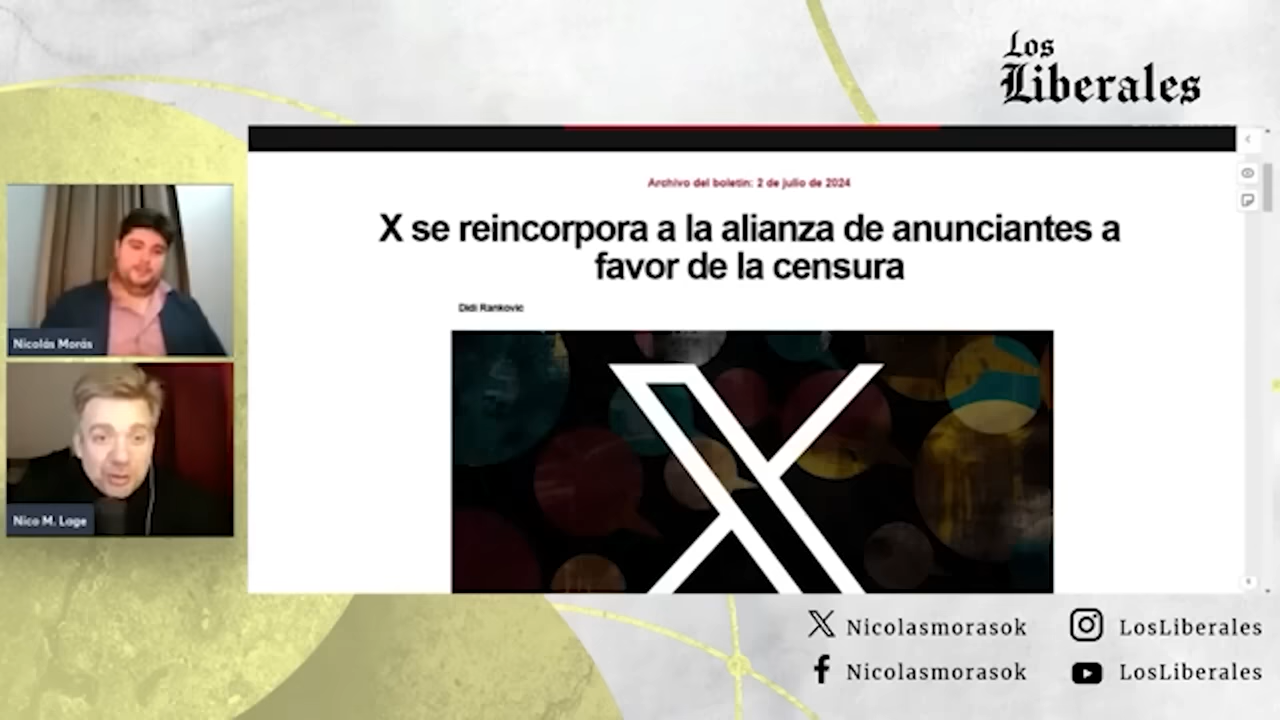 Los
Liberales
Archivo del boletín: 2 de julio de 2024
X se reincorpora a la alianza de anunciantes a
favor de la censura
Didi Rankovic
Nicolás Morás
Nico M. Lage
Nicolasmorasok
LosLiberales
Nicolasmorasok
LosLiberales